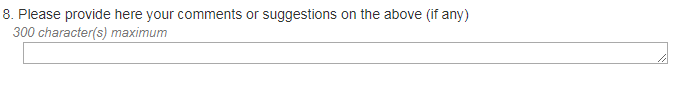 8. Please provide here your comments or suggestions on the above (if any)
300 character(s) maximum